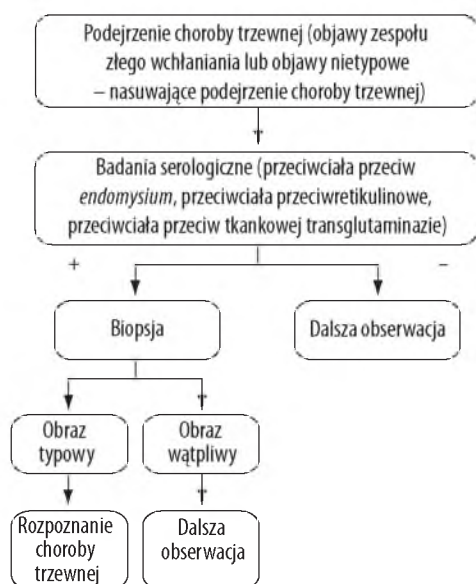 Podejrzenie choroby trzewnej (objawy zespołu
złego wchłaniania lub objawy nietypowe
– nasuwające podejrzenie choroby trzewnej)
Badania serologiczne (przeciwciała przeciw
endomysium, przeciwciała przeciwretikulinowe,
przeciwciała przeciw tkankowej transglutaminazie)
+
–
Biopsja
Dalsza obserwacja
Obraz
typowy
Obraz
wątpliwy
Rozpoznanie
choroby
trzewnej
Dalsza
obserwacja